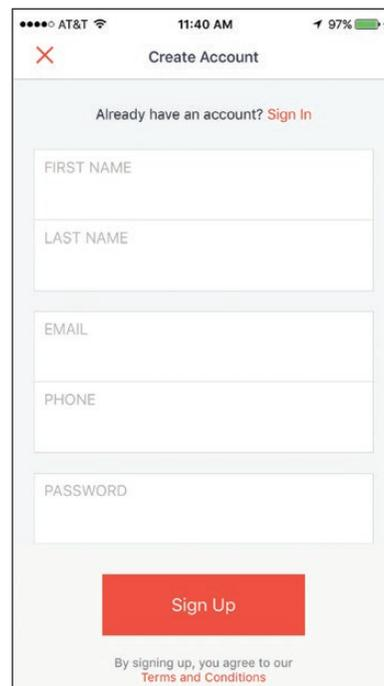 AT&T 11:40 AM 97%
Create Account
Already have an account? Sign In
FIRST NAME
LAST NAME
EMAIL
PHONE
PASSWORD
Sign Up
By signing up, you agree to our
Terms and Conditions